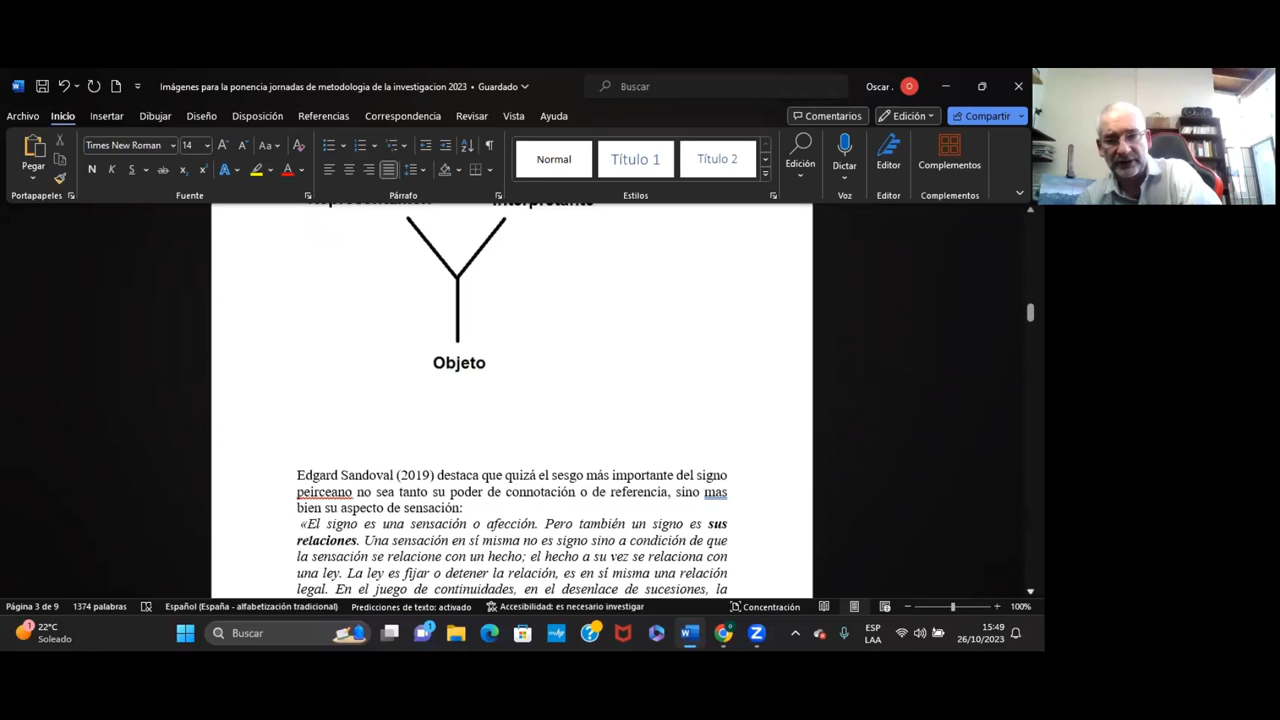 Imágenes para la ponencia jornadas de metodologia de la investigacion 2023 • Guardado
Buscar
Oscar . O
Archivo Inicio Insertar Dibujar Diseño Disposición Referencias Correspondencia Revisar Vista Ayuda
Comentarios Edición Compartir
Pegar
Times New Roman 14
N K S
Normal Título 1 Título 2
Edición Dictar Editor Complementos
Portapapeles Fuente Párrafo Estilos Voz Editor Complementos
Representamen Interpretante
Objeto
Edgard Sandoval (2019) destaca que quizá el sesgo más importante del signo
peirceano no sea tanto su poder de connotación o de referencia, sino mas
bien su aspecto de sensación:
«El signo es una sensación o afección. Pero también un signo es sus
relaciones. Una sensación en sí misma no es signo sino a condición de que
la sensación se relacione con un hecho; el hecho a su vez se relaciona con
una ley. La ley es fijar o detener la relación, es en sí misma una relación
legal. En el juego de continuidades, en el desenlace de sucesiones, la
Página 3 de 9 1374 palabras Español (España - alfabetización tradicional) Predicciones de texto: activado Accesibilidad: es necesario investigar Concentración 100%
22°C
Soleado
Buscar
ESP
LAA
15:49
26/10/2023